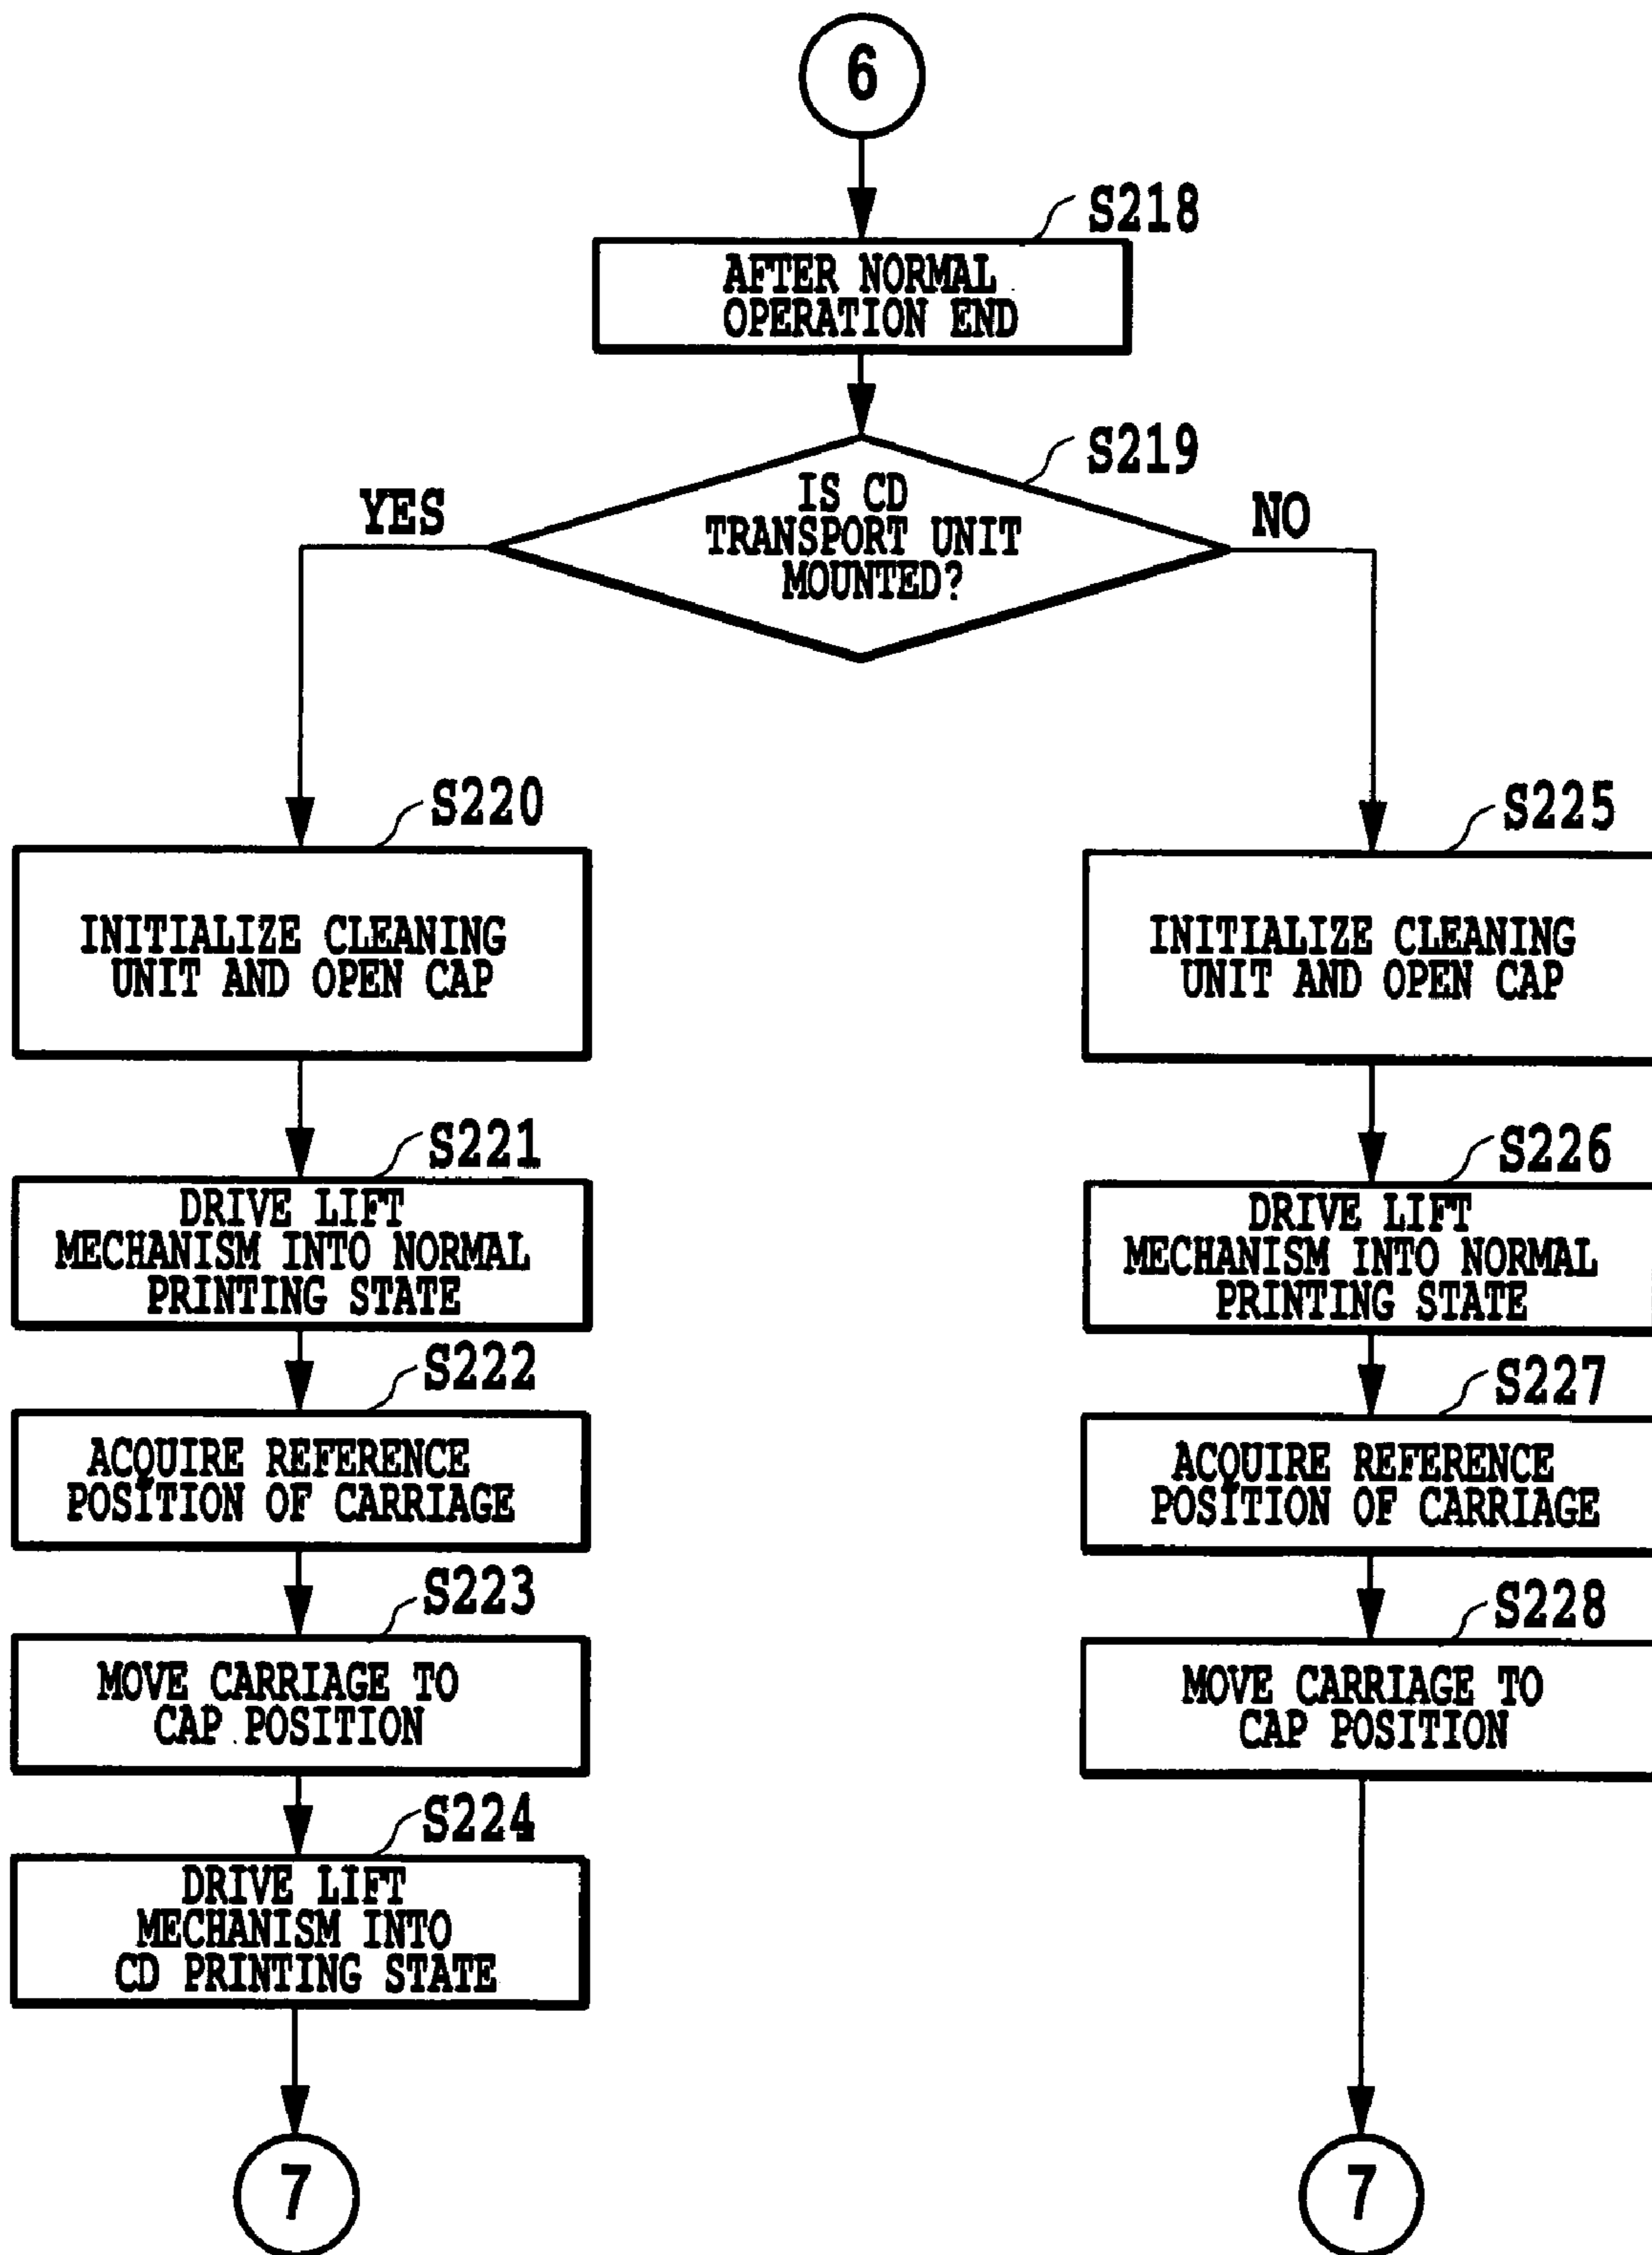 6
S218
AFTER NORMAL
OPERATION END
S219
IS CD
TRANSPORT UNIT
MOUNTED?
YES
NO
S220
INITIALIZE CLEANING
UNIT AND OPEN CAP
S221
DRIVE LIFT
MECHANISM INTO NORMAL
PRINTING STATE
S222
ACQUIRE REFERENCE
POSITION OF CARRIAGE
S223
MOVE CARRIAGE TO
CAP POSITION
S224
DRIVE LIFT
MECHANISM INTO
CD PRINTING STATE
7
S225
INITIALIZE CLEANING
UNIT AND OPEN CAP
S226
DRIVE LIFT
MECHANISM INTO NORMAL
PRINTING STATE
S227
ACQUIRE REFERENCE
POSITION OF CARRIAGE
S228
MOVE CARRIAGE TO
CAP POSITION
7